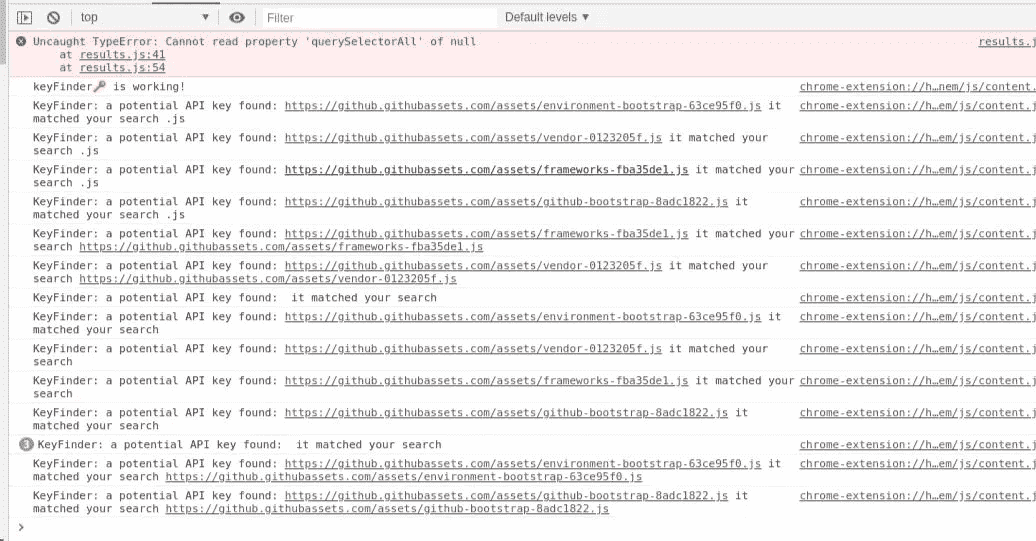 top ▼ Filter Default levels ▼
Uncaught TypeError: Cannot read property 'querySelectorAll' of null results.j
at results.js:41
at results.js:54
keyFinder🔑 is working! chrome-extension://h…nem/js/content.
KeyFinder: a potential API key found: https://github.githubassets.com/assets/environment-bootstrap-63ce95f0.js it chrome-extension://h…em/js/content.j
matched your search .js
KeyFinder: a potential API key found: https://github.githubassets.com/assets/vendor-0123205f.js it matched your chrome-extension://h…em/js/content.j
search .js
KeyFinder: a potential API key found: https://github.githubassets.com/assets/frameworks-fba35de1.js it matched your chrome-extension://h…em/js/content.j
search .js
KeyFinder: a potential API key found: https://github.githubassets.com/assets/github-bootstrap-8adc1822.js it chrome-extension://h…em/js/content.j
matched your search .js
KeyFinder: a potential API key found: https://github.githubassets.com/assets/frameworks-fba35de1.js it matched your chrome-extension://h…em/js/content.j
search https://github.githubassets.com/assets/frameworks-fba35de1.js
KeyFinder: a potential API key found: https://github.githubassets.com/assets/vendor-0123205f.js it matched your chrome-extension://h…em/js/content.j
search https://github.githubassets.com/assets/vendor-0123205f.js
KeyFinder: a potential API key found:  it matched your search chrome-extension://h…em/js/content.j
KeyFinder: a potential API key found: https://github.githubassets.com/assets/environment-bootstrap-63ce95f0.js it chrome-extension://h…em/js/content.j
matched your search
KeyFinder: a potential API key found: https://github.githubassets.com/assets/vendor-0123205f.js it matched your chrome-extension://h…em/js/content.j
search
KeyFinder: a potential API key found: https://github.githubassets.com/assets/frameworks-fba35de1.js it matched your chrome-extension://h…em/js/content.j
search
KeyFinder: a potential API key found: https://github.githubassets.com/assets/github-bootstrap-8adc1822.js it chrome-extension://h…em/js/content.j
matched your search
3 KeyFinder: a potential API key found:  it matched your search chrome-extension://h…em/js/content.j
KeyFinder: a potential API key found: https://github.githubassets.com/assets/environment-bootstrap-63ce95f0.js it chrome-extension://h…em/js/content.j
matched your search https://github.githubassets.com/assets/environment-bootstrap-63ce95f0.js
KeyFinder: a potential API key found: https://github.githubassets.com/assets/github-bootstrap-8adc1822.js it chrome-extension://h…em/js/content.j
matched your search https://github.githubassets.com/assets/github-bootstrap-8adc1822.js
>